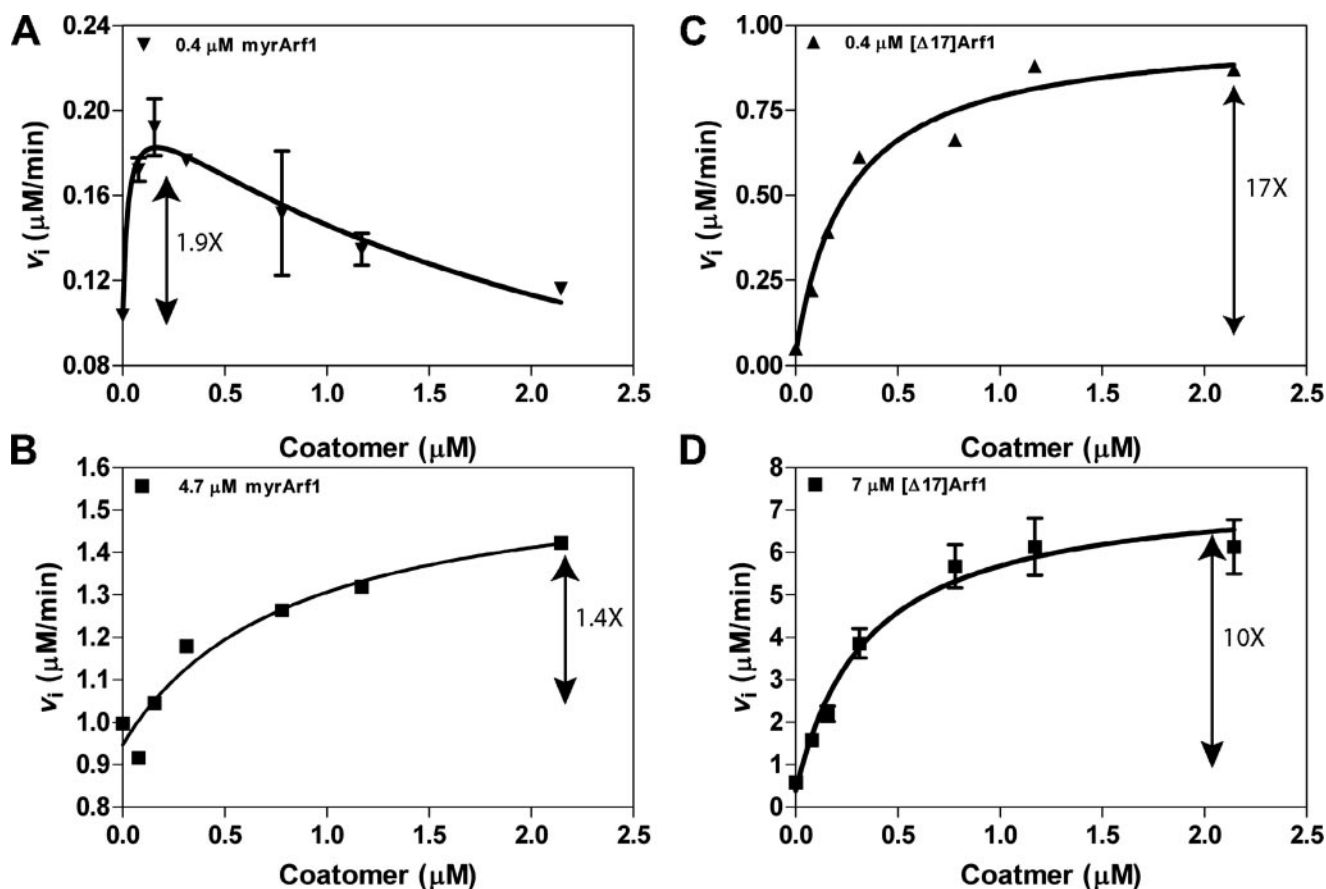 A
0.4 μM myrArf1
0.24
0.20
0.16
0.12
0.08
vi (μM/min)
1.9X
0.0 0.5 1.0 1.5 2.0 2.5
Coatomer (μM)
B
4.7 μM myrArf1
1.6
1.5
1.4
1.3
1.2
1.1
1.0
0.9
0.8
vi (μM/min)
1.4X
0.0 0.5 1.0 1.5 2.0 2.5
Coatomer (μM)
C
0.4 μM [Δ17]Arf1
1.00
0.75
0.50
0.25
0.00
vi (μM/min)
17X
0.0 0.5 1.0 1.5 2.0 2.5
Coatmer (μM)
D
7 μM [Δ17]Arf1
8
7
6
5
4
3
2
1
0
vi (μM/min)
10X
0.0 0.5 1.0 1.5 2.0 2.5
Coatmer (μM)